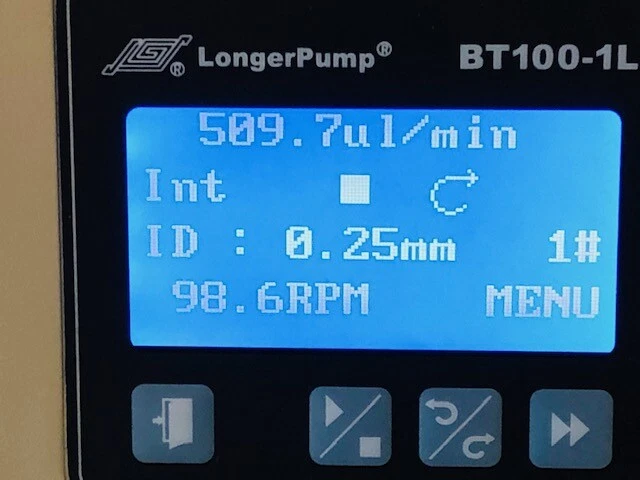 LongerPump® BT100-1L
509.7ul/min
Int
ID : 0.25mm 1#
98.6RPM MENU